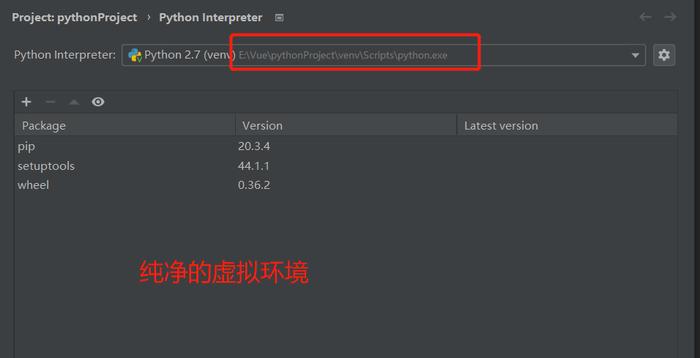 Project: pythonProject › Python Interpreter
Python Interpreter: Python 2.7 (venv) E:\Vue\pythonProject\venv\Scripts\python.exe
Package Version Latest version
pip 20.3.4
setuptools 44.1.1
wheel 0.36.2
纯净的虚拟环境